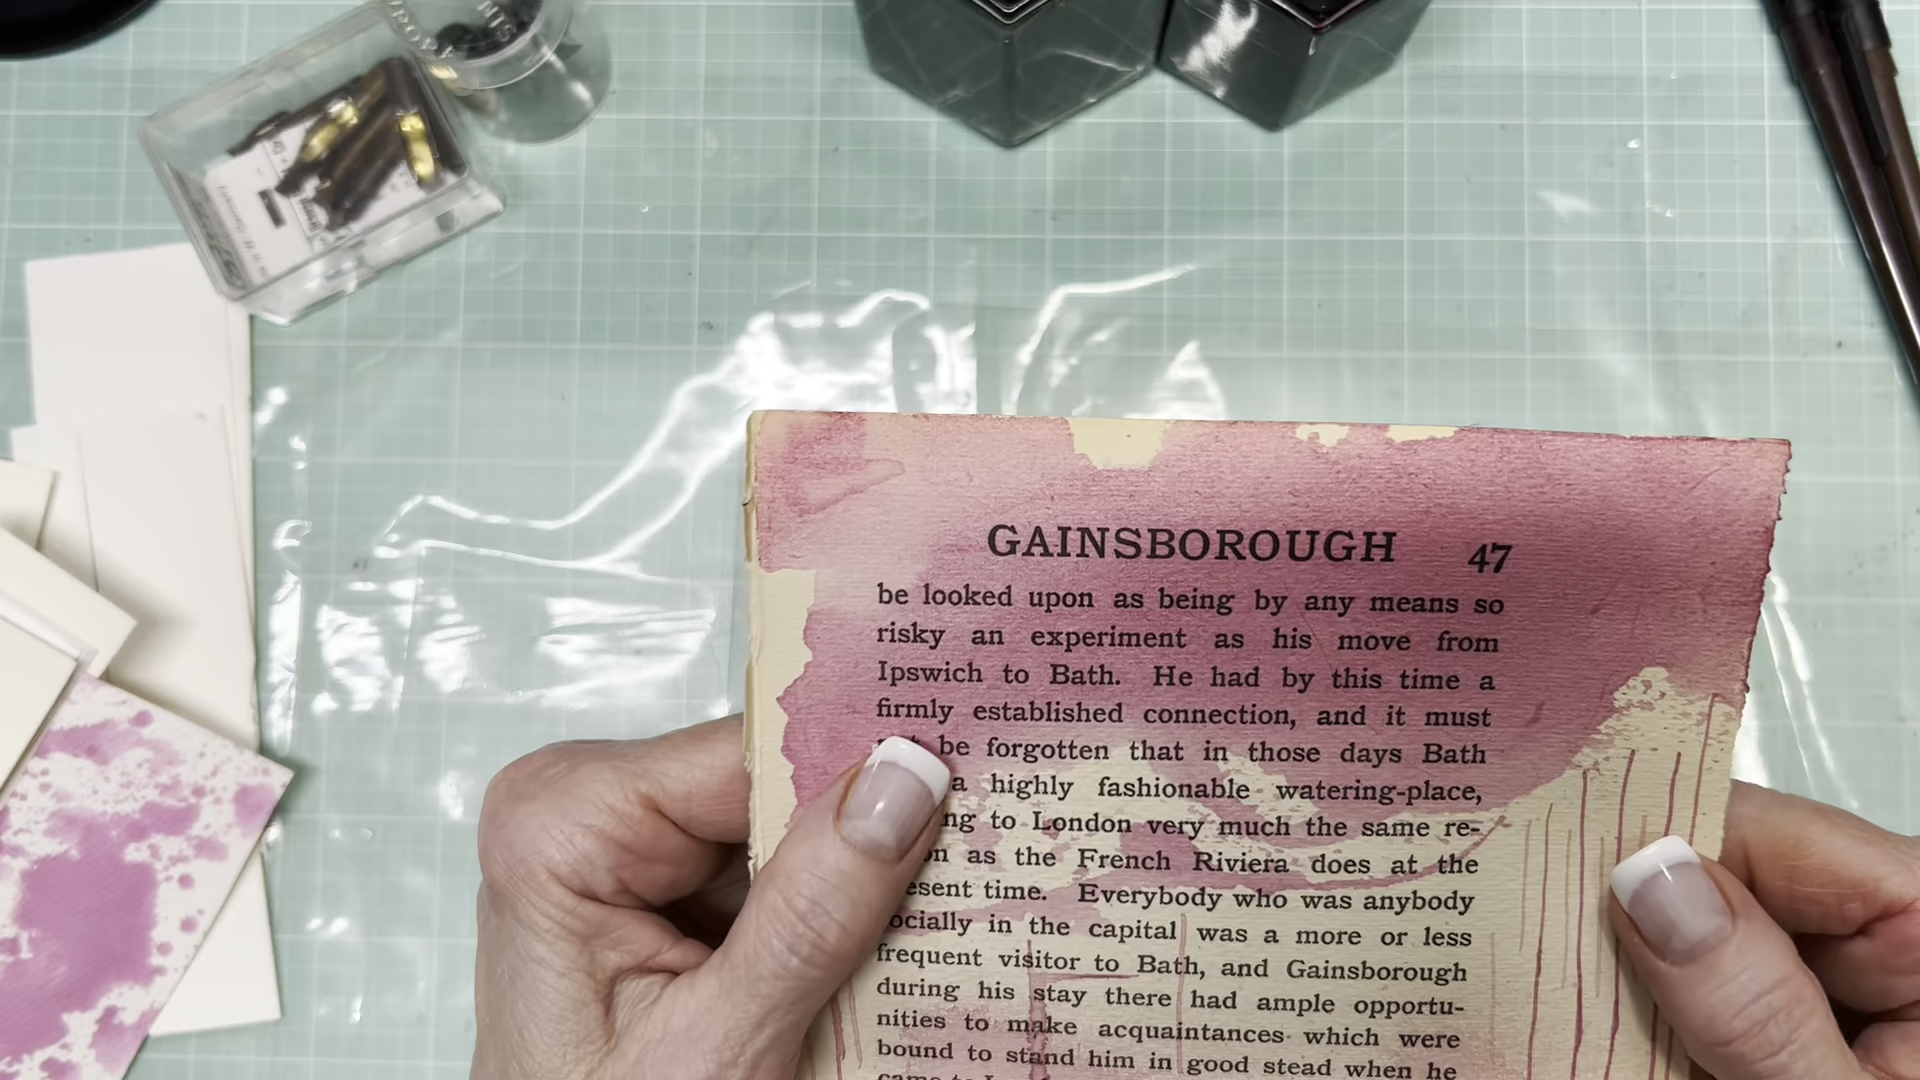 GAINSBOROUGH 47
be looked upon as being by any means so
risky an experiment as his move from
Ipswich to Bath. He had by this time a
firmly established connection, and it must
be forgotten that in those days Bath
a highly fashionable watering-place,
ng to London very much the same re-
on as the French Riviera does at the
esent time. Everybody who was anybody
ocially in the capital was a more or less
frequent visitor to Bath, and Gainsborough
during his stay there had ample opportu-
nities to make acquaintances which were
bound to stand him in good stead when he